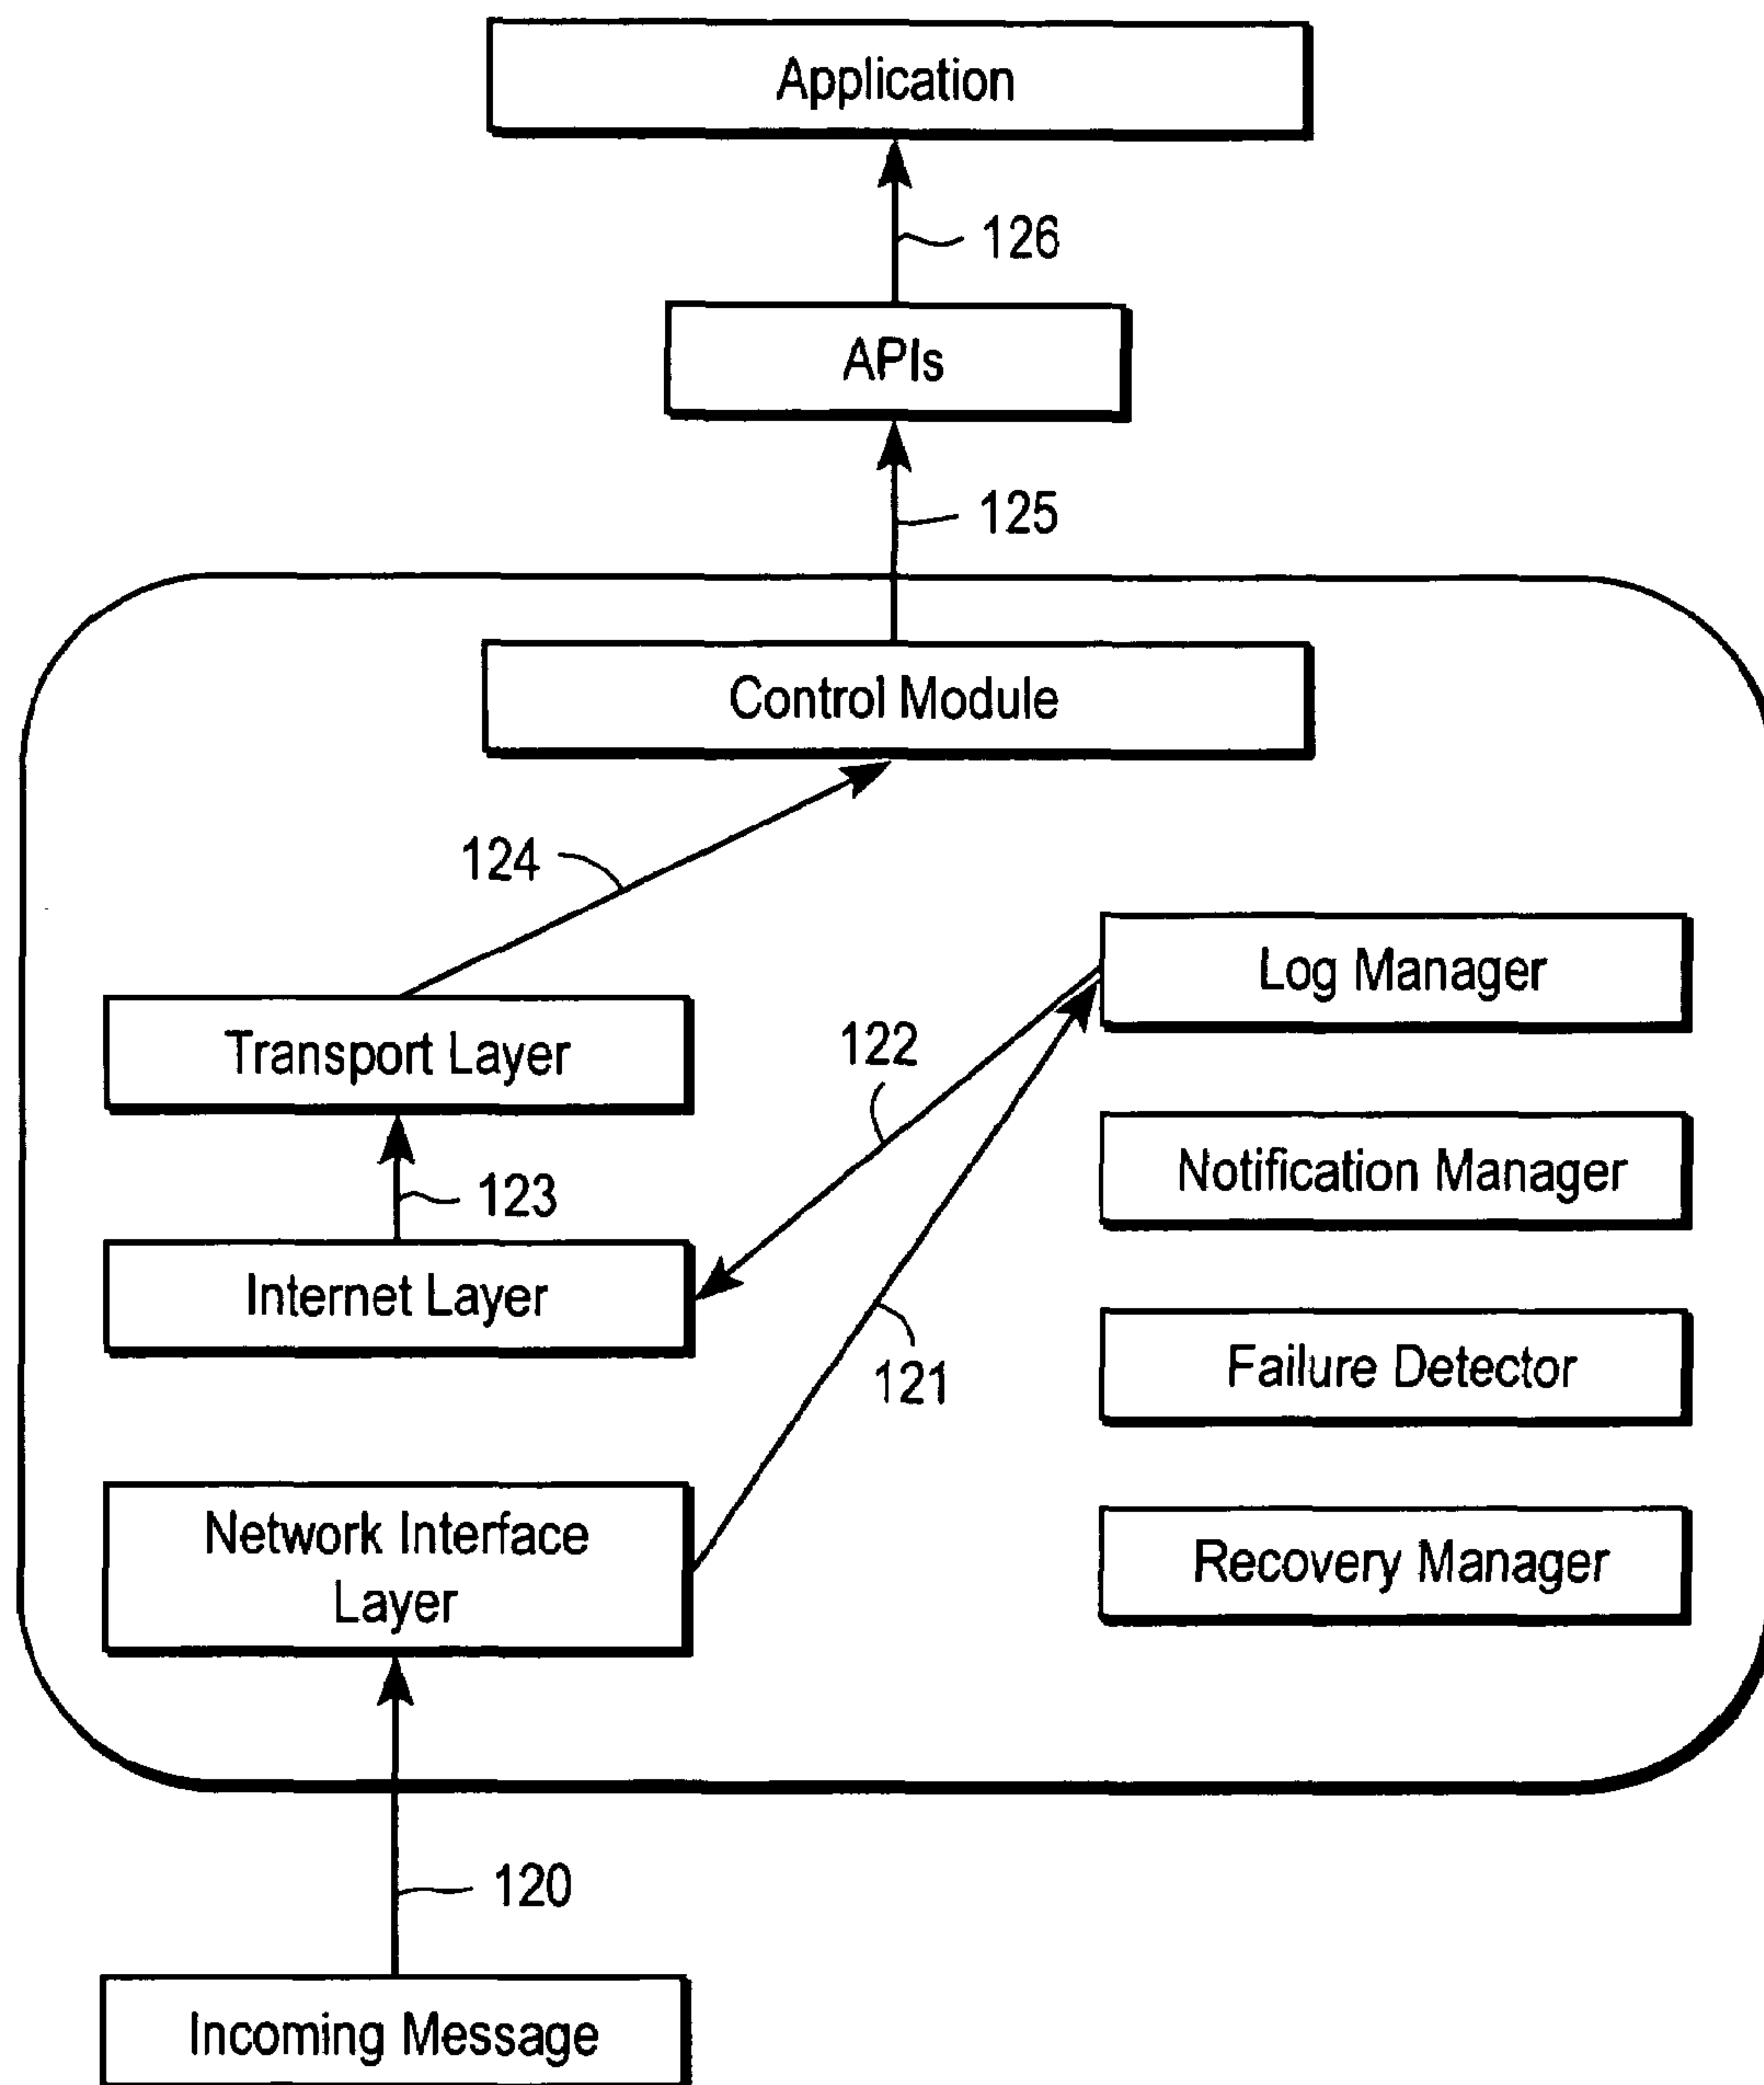 Application
126
APIs
125
Control Module
124
Log Manager
Transport Layer
122
Notification Manager
123
Internet Layer
Failure Detector
121
Network Interface
Layer
Recovery Manager
120
Incoming Message